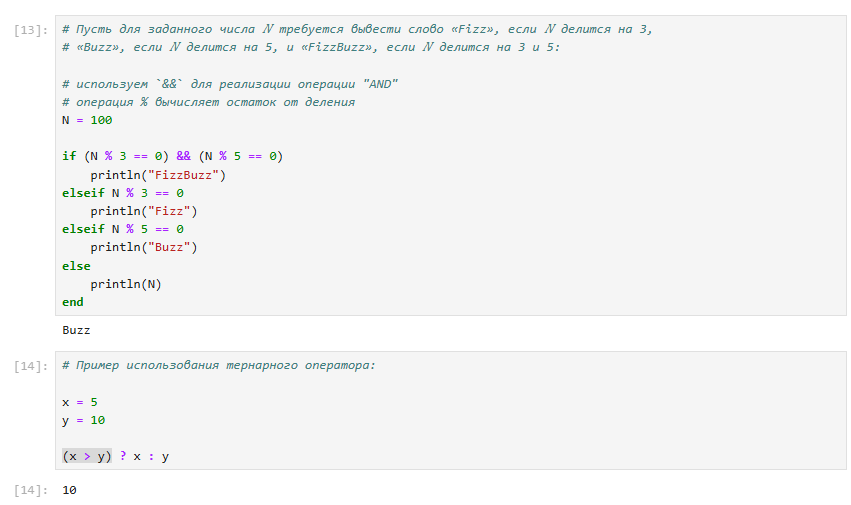 [13]: # Пусть для заданного числа N требуется вывести слово «Fizz», если N делится на 3,
# «Buzz», если N делится на 5, и «FizzBuzz», если N делится на 3 и 5:
# используем `&&` для реализации операции "AND"
# операция % вычисляет остаток от деления
N = 100
if (N % 3 == 0) && (N % 5 == 0)
    println("FizzBuzz")
elseif N % 3 == 0
    println("Fizz")
elseif N % 5 == 0
    println("Buzz")
else
    println(N)
end
Buzz
[14]: # Пример использования тернарного оператора:
x = 5
y = 10
(x > y) ? x : y
[14]: 10